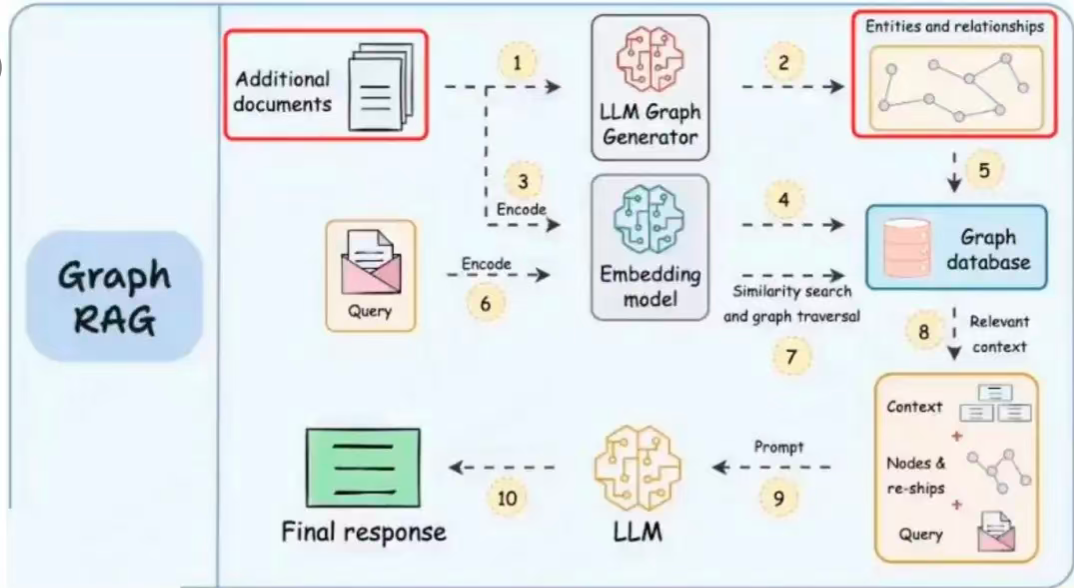 Graph
RAG
Additional
documents
1
LLM Graph
Generator
2
Entities and relationships
3
Encode
4
5
Graph
database
Query
Encode
6
Embedding
model
Similarity search
and graph traversal
7
8
Relevant
context
Context
+
Nodes &
re-ships
+
Query
Prompt
9
LLM
10
Final response